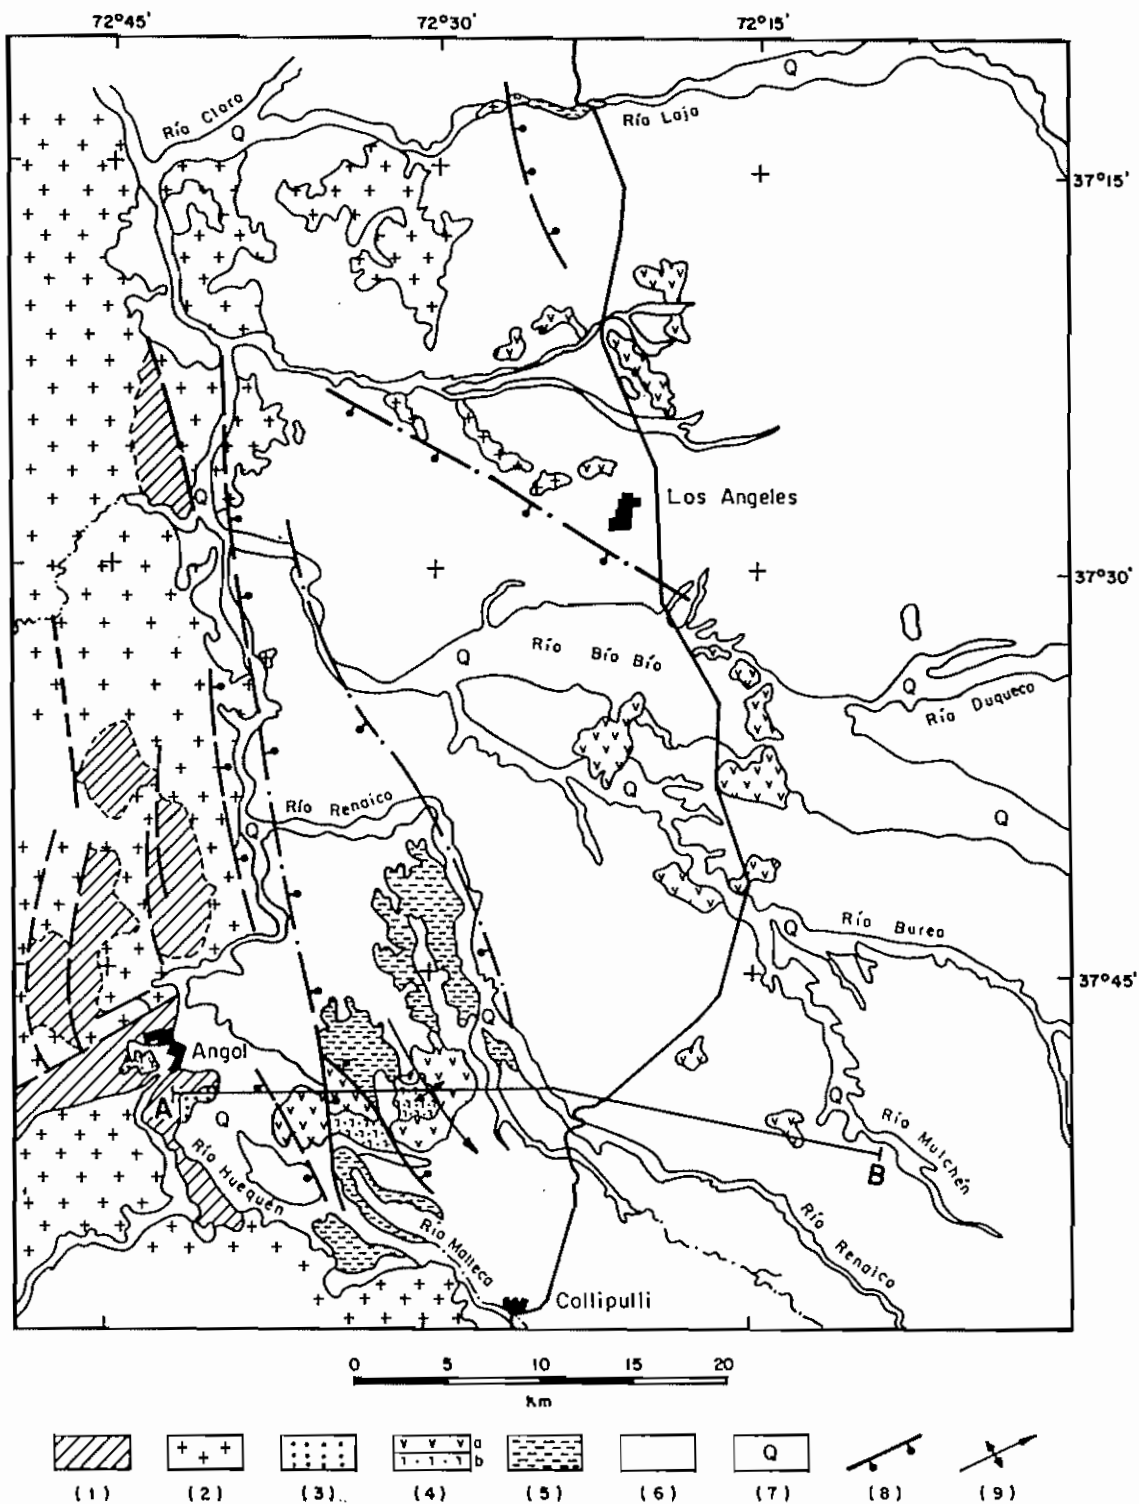 72°45' 72°30' 72°15'
Río Claro
Q
Q
Río Laja
37°15'
Los Angeles
Q
37°30'
Río Bío Bío
Q
Q
Río Duqueco
Q
Río Renaico
Q
Q
Río Bureo
Q
37°45'
Q
Angol
A
Q
Q
Río Huequén
Río Mulchén
B
Río Malleco
Río Renaico
Collipulli
0 5 10 15 20
Km
a
b
Q
(1) (2) (3) (4) (5) (6) (7) (8) (9)